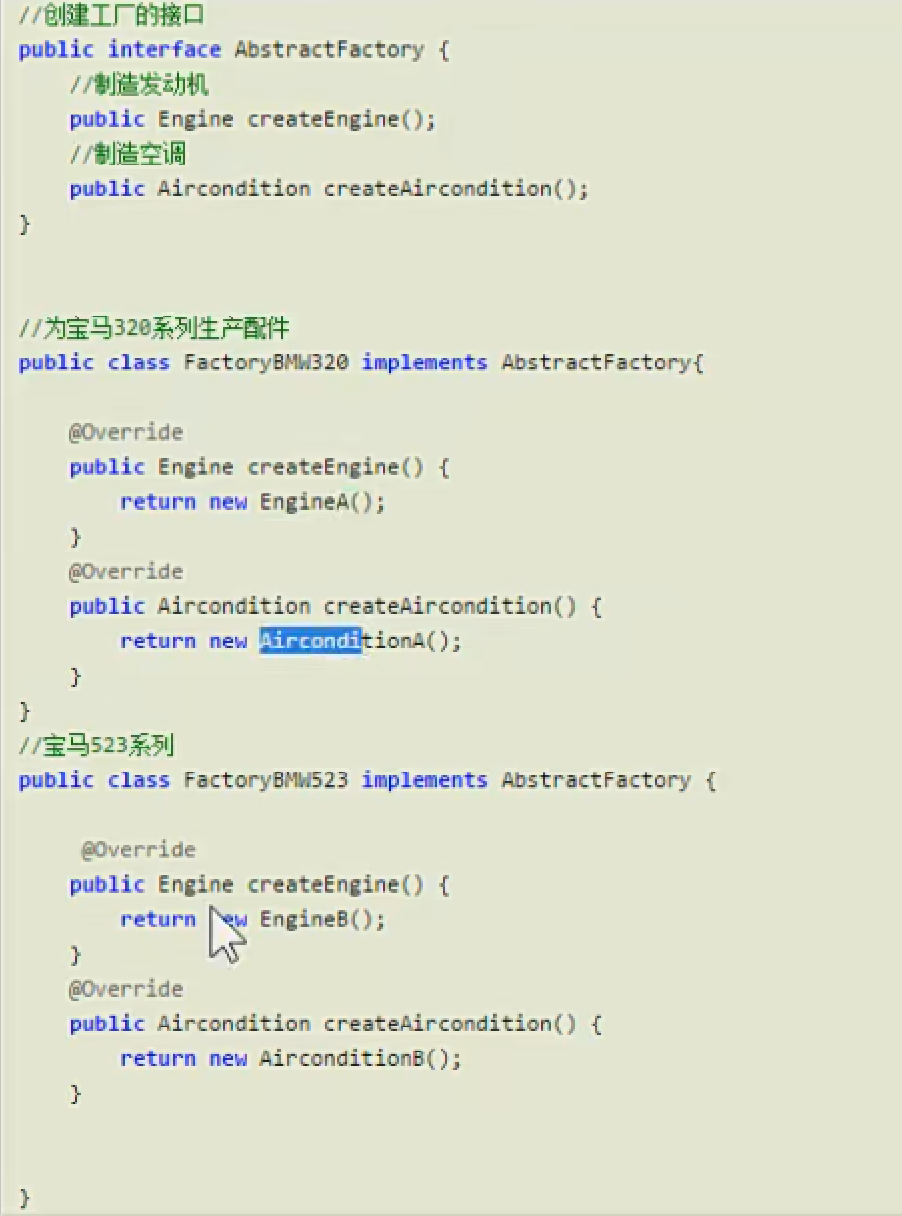 //创建工厂的接口
public interface AbstractFactory {
//制造发动机
public Engine createEngine();
//制造空调
public Aircondition createAircondition();
}
//为宝马320系列生产配件
public class FactoryBMW320 implements AbstractFactory{
@Override
public Engine createEngine() {
return new EngineA();
}
@Override
public Aircondition createAircondition() {
return new AirconditionA();
}
}
//宝马523系列
public class FactoryBMW523 implements AbstractFactory {
@Override
public Engine createEngine() {
return new EngineB();
}
@Override
public Aircondition createAircondition() {
return new AirconditionB();
}
}